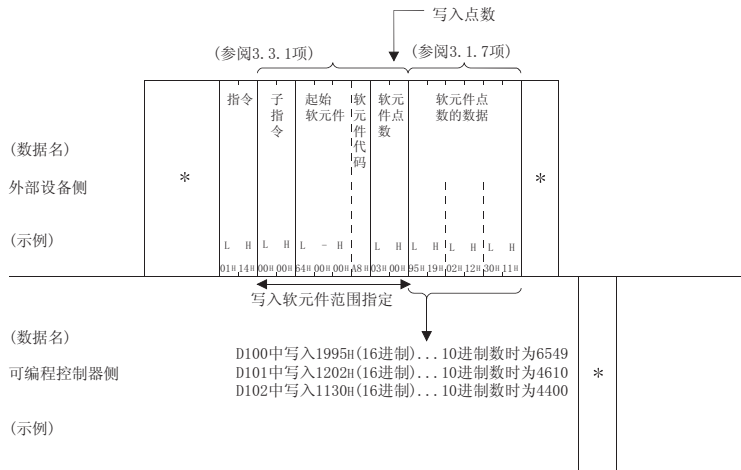 写入点数
(参阅3.3.1项) (参阅3.1.7项)
指令 子指令 起始软元件 软元件代码 软元件点数 软元件点数的数据
(数据名)
外部设备侧
* *
(示例)
L H L H L - H L H L H L H L H
01H 14H 00H 00H 64H 00H 00H A8H 03H 00H 95H 19H 02H 12H 30H 11H
写入软元件范围指定
(数据名)
D100中写入1995H(16进制)...10进制数时为6549
可编程控制器侧
D101中写入1202H(16进制)...10进制数时为4610
*
D102中写入1130H(16进制)...10进制数时为4400
(示例)